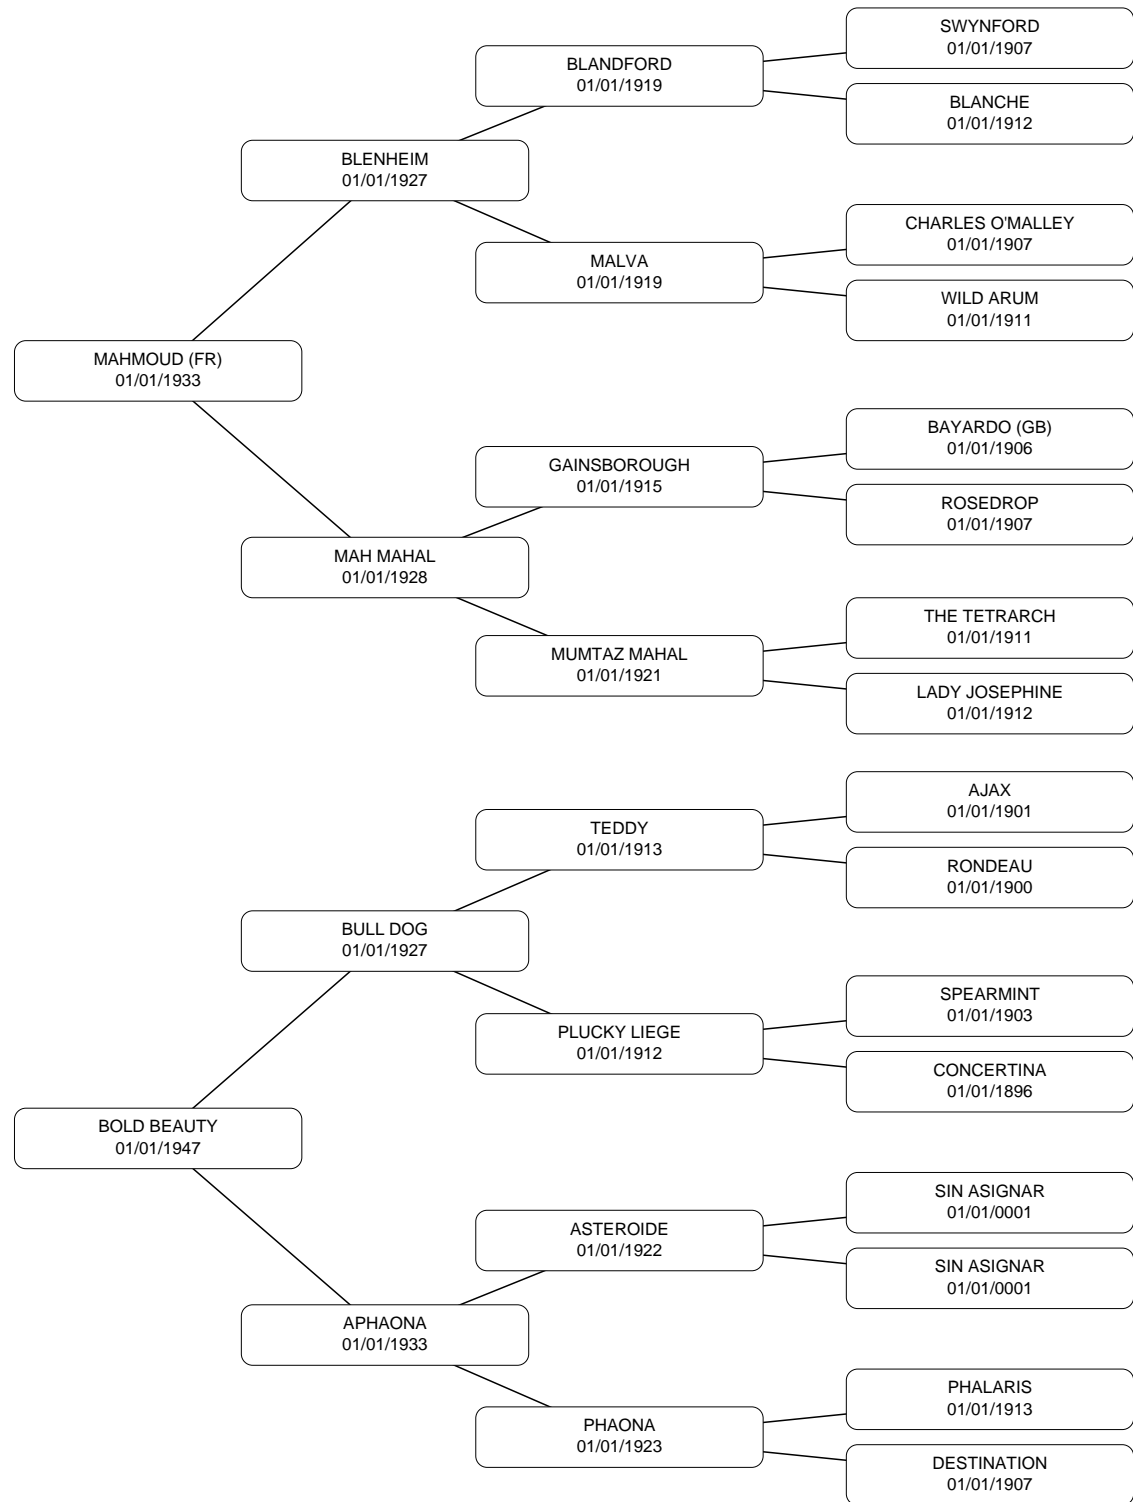 SWYNFORD
01/01/1907
BLANDFORD
01/01/1919
BLANCHE
01/01/1912
BLENHEIM
01/01/1927
CHARLES O'MALLEY
01/01/1907
MALVA
01/01/1919
WILD ARUM
01/01/1911
MAHMOUD (FR)
01/01/1933
BAYARDO (GB)
01/01/1906
GAINSBOROUGH
01/01/1915
ROSEDROP
01/01/1907
MAH MAHAL
01/01/1928
THE TETRARCH
01/01/1911
MUMTAZ MAHAL
01/01/1921
LADY JOSEPHINE
01/01/1912
AJAX
01/01/1901
TEDDY
01/01/1913
RONDEAU
01/01/1900
BULL DOG
01/01/1927
SPEARMINT
01/01/1903
PLUCKY LIEGE
01/01/1912
CONCERTINA
01/01/1896
BOLD BEAUTY
01/01/1947
SIN ASIGNAR
01/01/0001
ASTEROIDE
01/01/1922
SIN ASIGNAR
01/01/0001
APHAONA
01/01/1933
PHALARIS
01/01/1913
PHAONA
01/01/1923
DESTINATION
01/01/1907